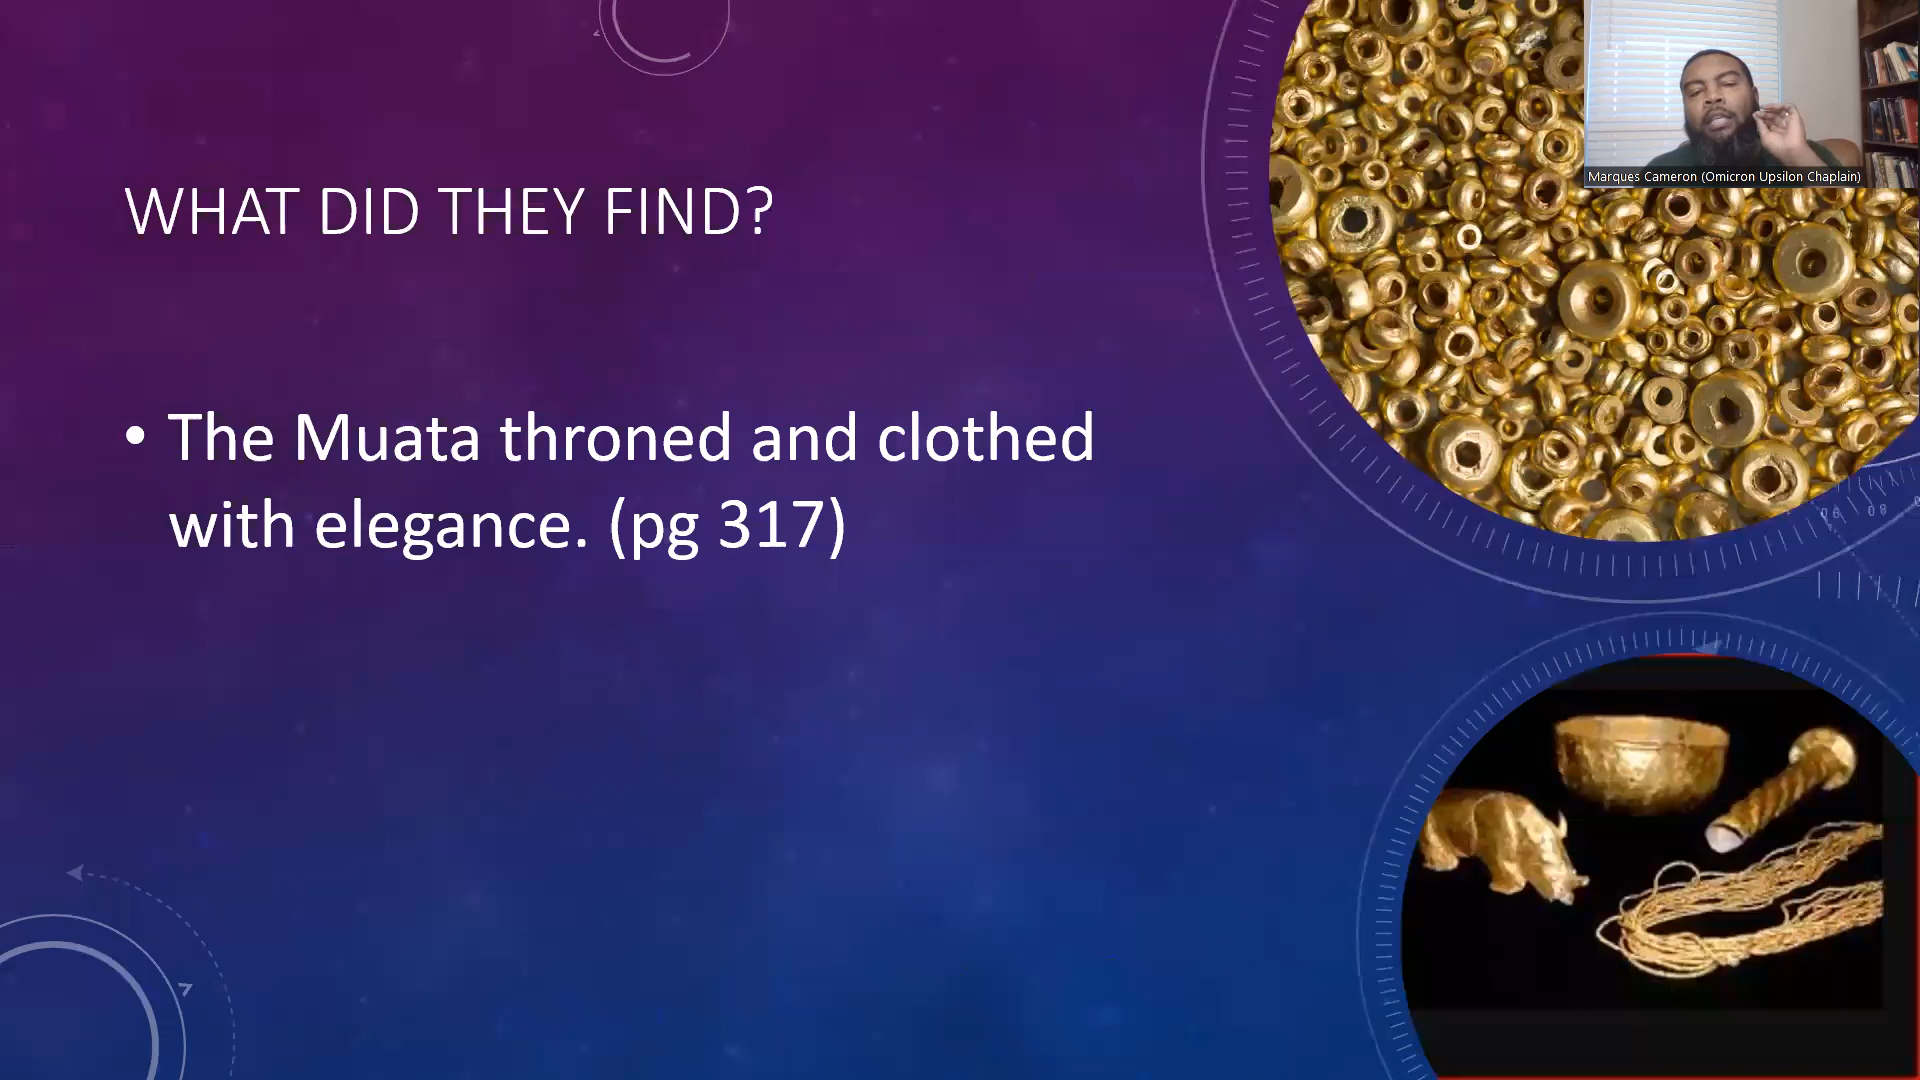 Marques Cameron (Omicron Upsilon Chaplain)
WHAT DID THEY FIND?
• The Muata throned and clothed
with elegance. (pg 317)